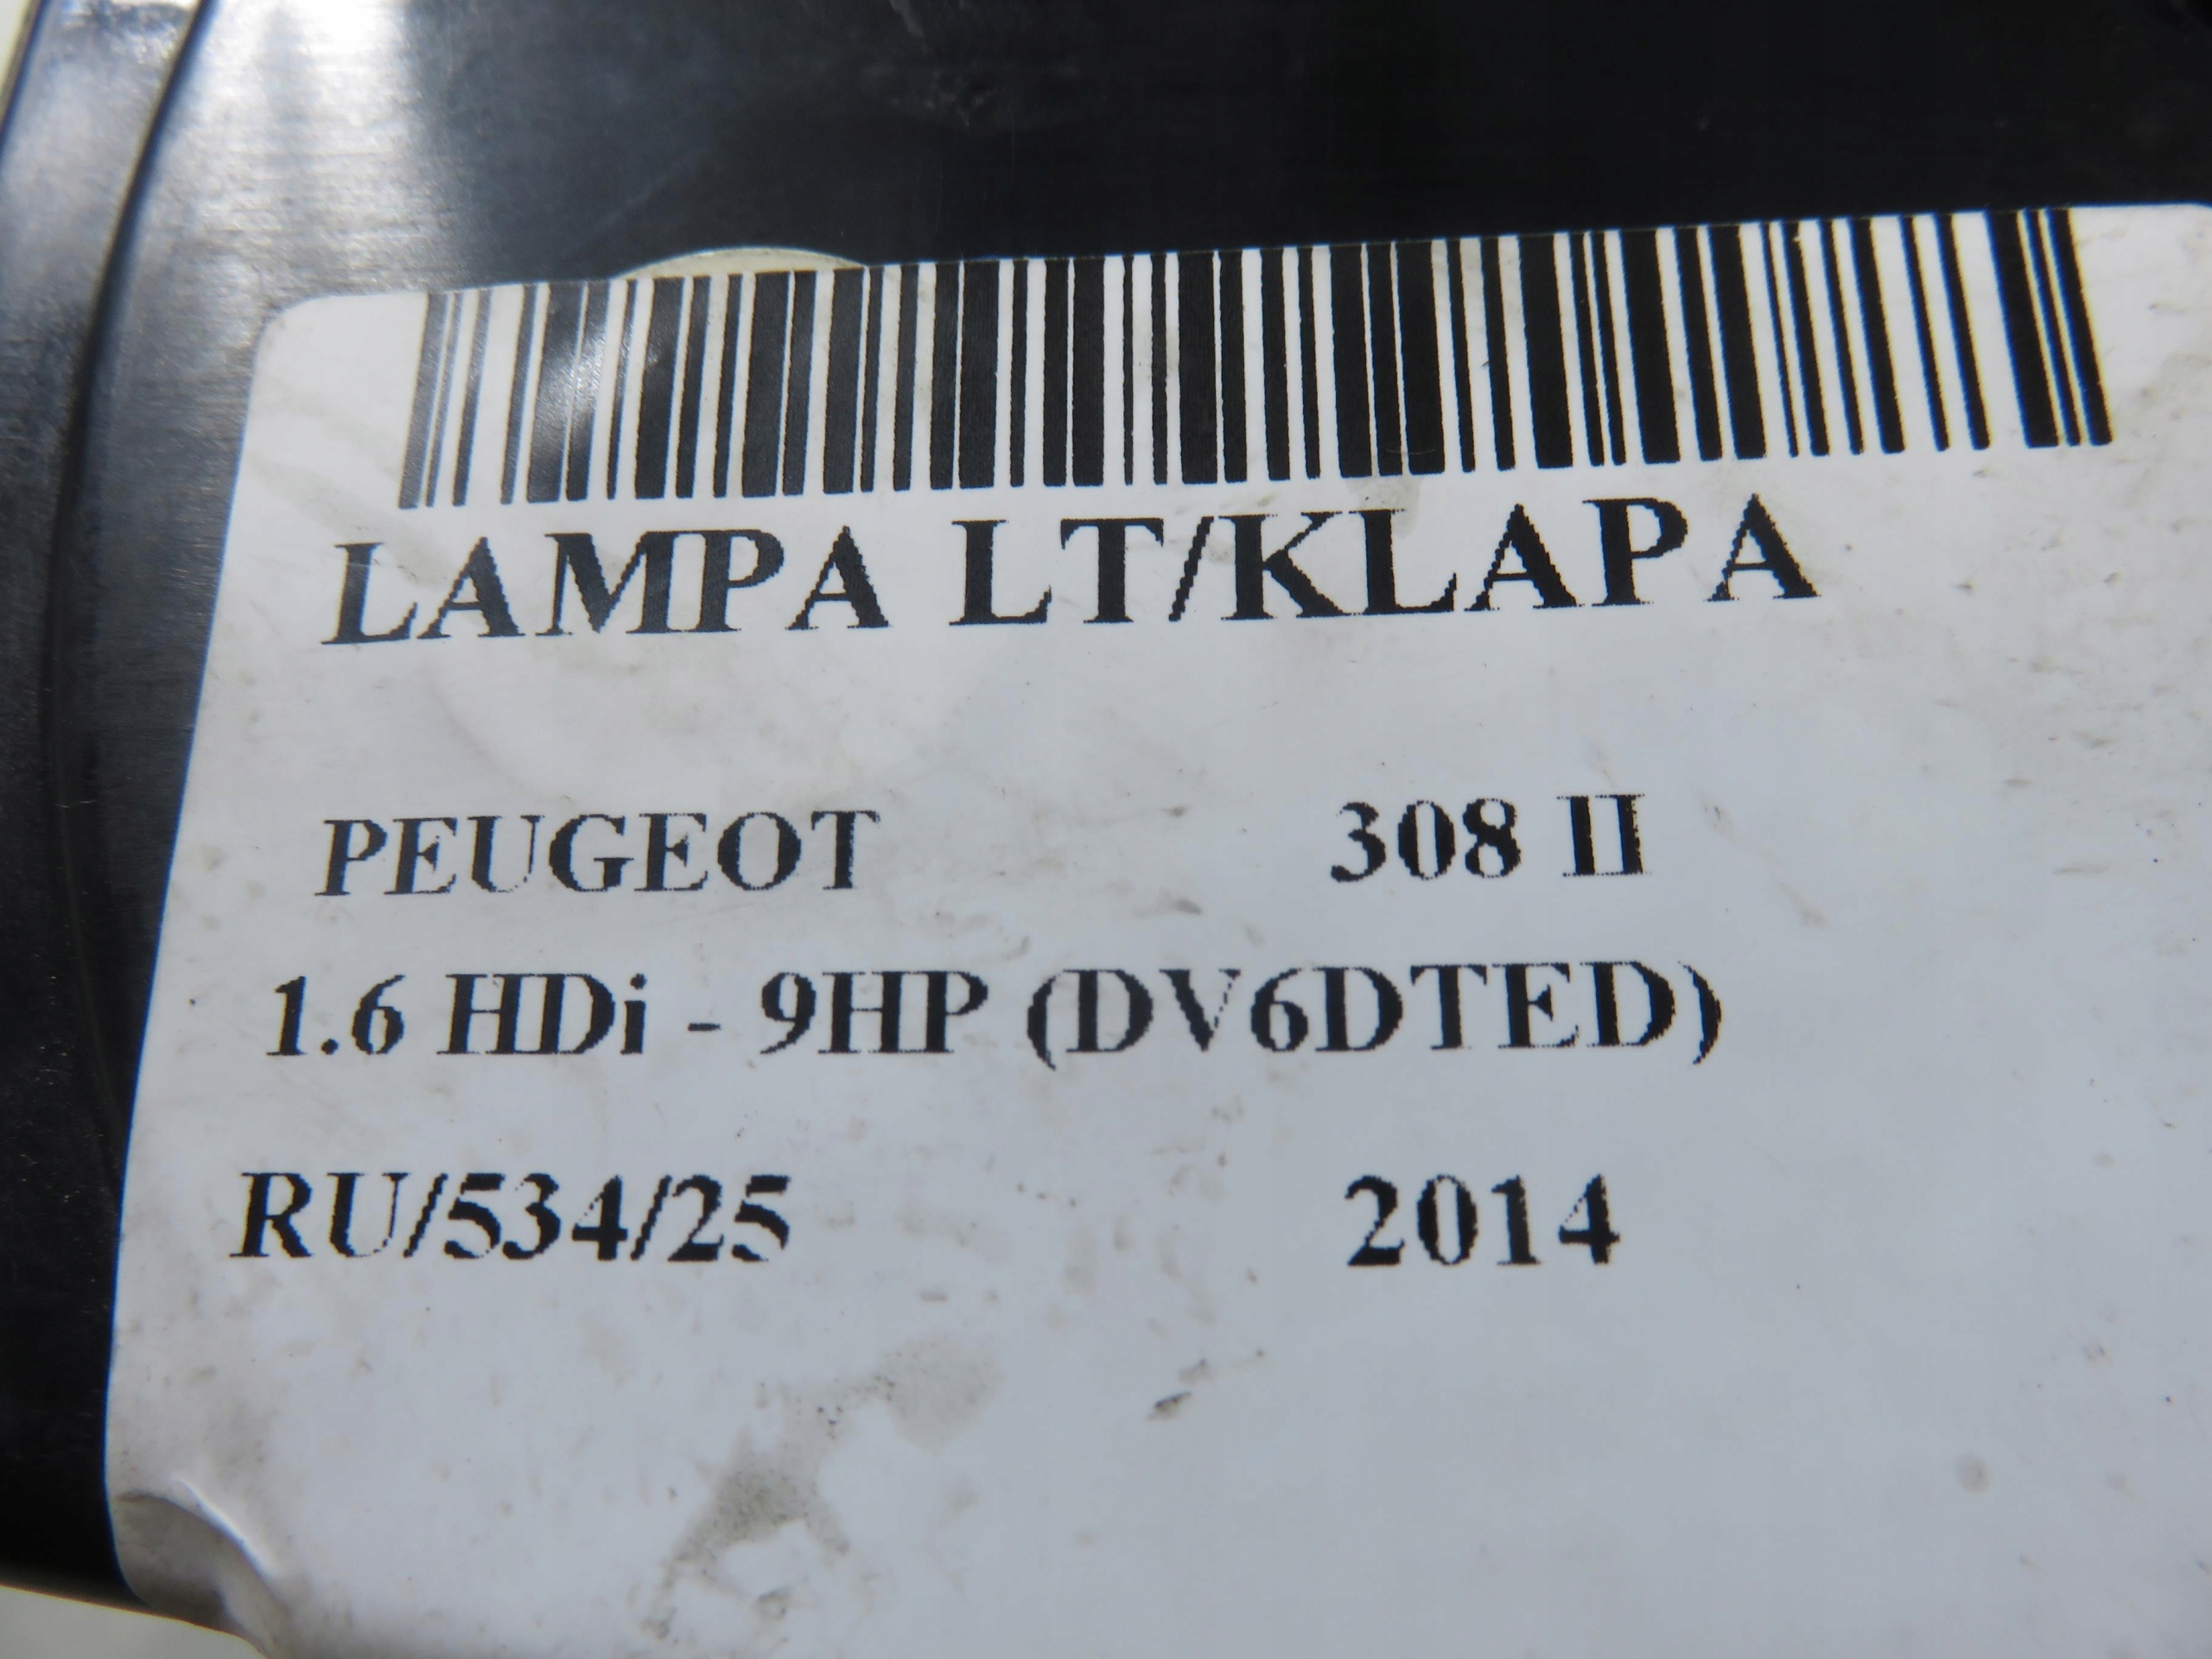 LAMPA LT/KLAPA
PEUGEOT 308 II
1.6 HDi - 9HP (DV6DTED)
RU/534/25 2014